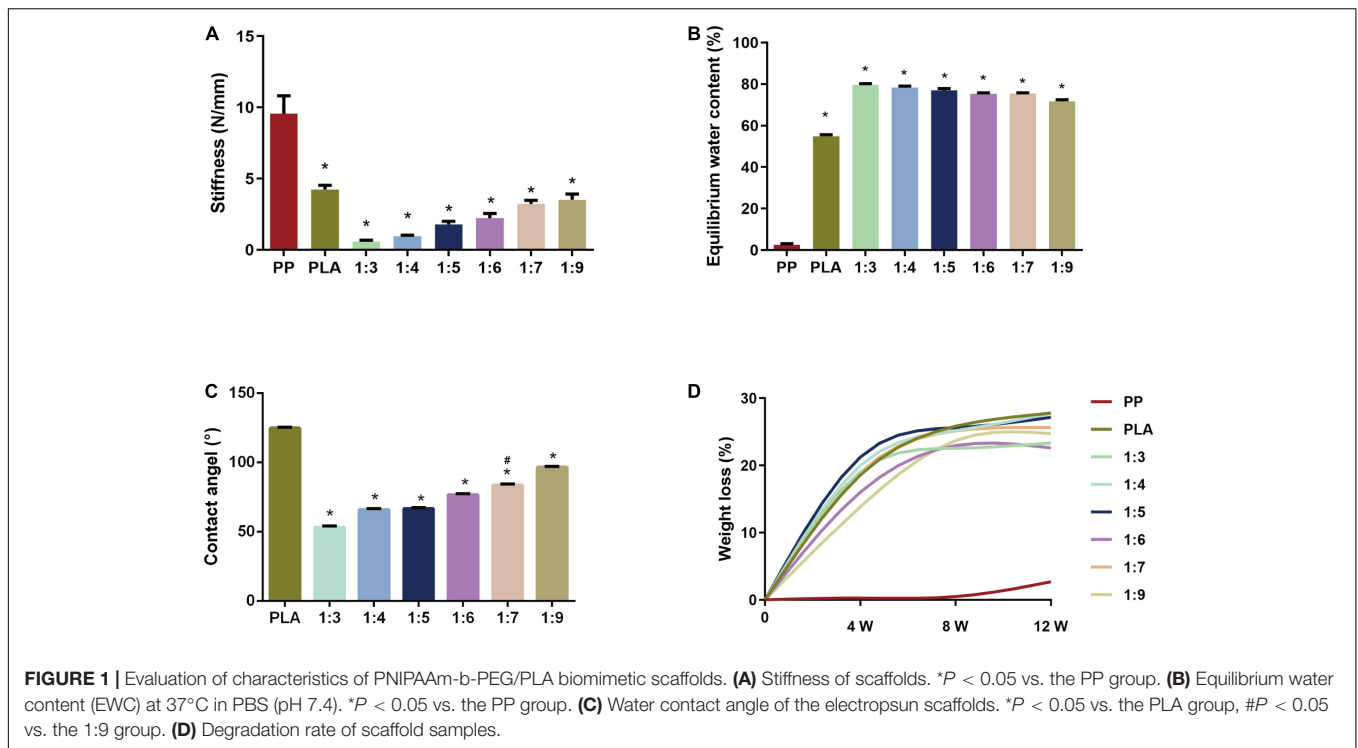 A
15
10
5
0
Stiffness (N/mm)
* * * * * * *
PP PLA 1:3 1:4 1:5 1:6 1:7 1:9
B
100
80
60
40
20
0
Equilibrium water content (%)
* * * * * * *
PP PLA 1:3 1:4 1:5 1:6 1:7 1:9
C
150
100
50
0
Contact angel (°)
#
* * * * * *
PLA 1:3 1:4 1:5 1:6 1:7 1:9
D
30
20
10
0
Weight loss (%)
0 4 W 8 W 12 W
PP
PLA
1:3
1:4
1:5
1:6
1:7
1:9
FIGURE 1 | Evaluation of characteristics of PNIPAAm-b-PEG/PLA biomimetic scaffolds. (A) Stiffness of scaffolds. *P < 0.05 vs. the PP group. (B) Equilibrium water
content (EWC) at 37°C in PBS (pH 7.4). *P < 0.05 vs. the PP group. (C) Water contact angle of the electropsun scaffolds. *P < 0.05 vs. the PLA group, #P < 0.05
vs. the 1:9 group. (D) Degradation rate of scaffold samples.